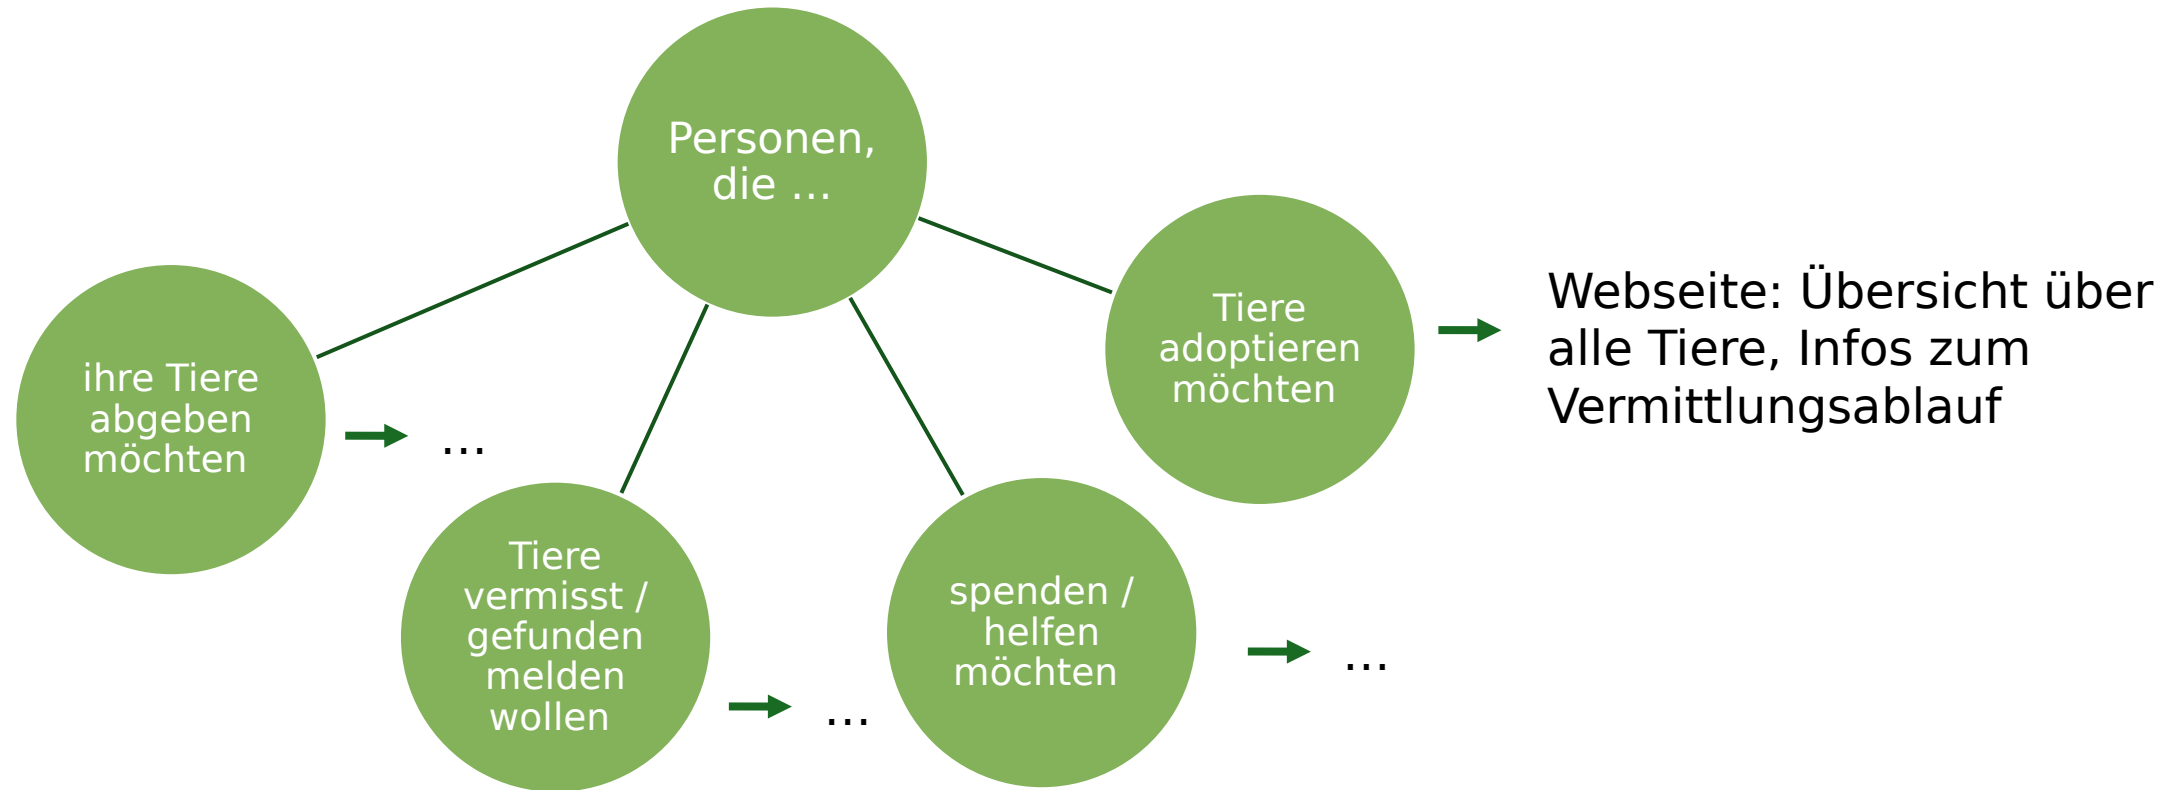 Personen,
die ...
ihre Tiere
abgeben
möchten
...
Tiere
vermisst /
gefunden
melden
wollen
...
spenden /
helfen
möchten
...
Tiere
adoptieren
möchten
Webseite: Übersicht über
alle Tiere, Infos zum
Vermittlungsablauf